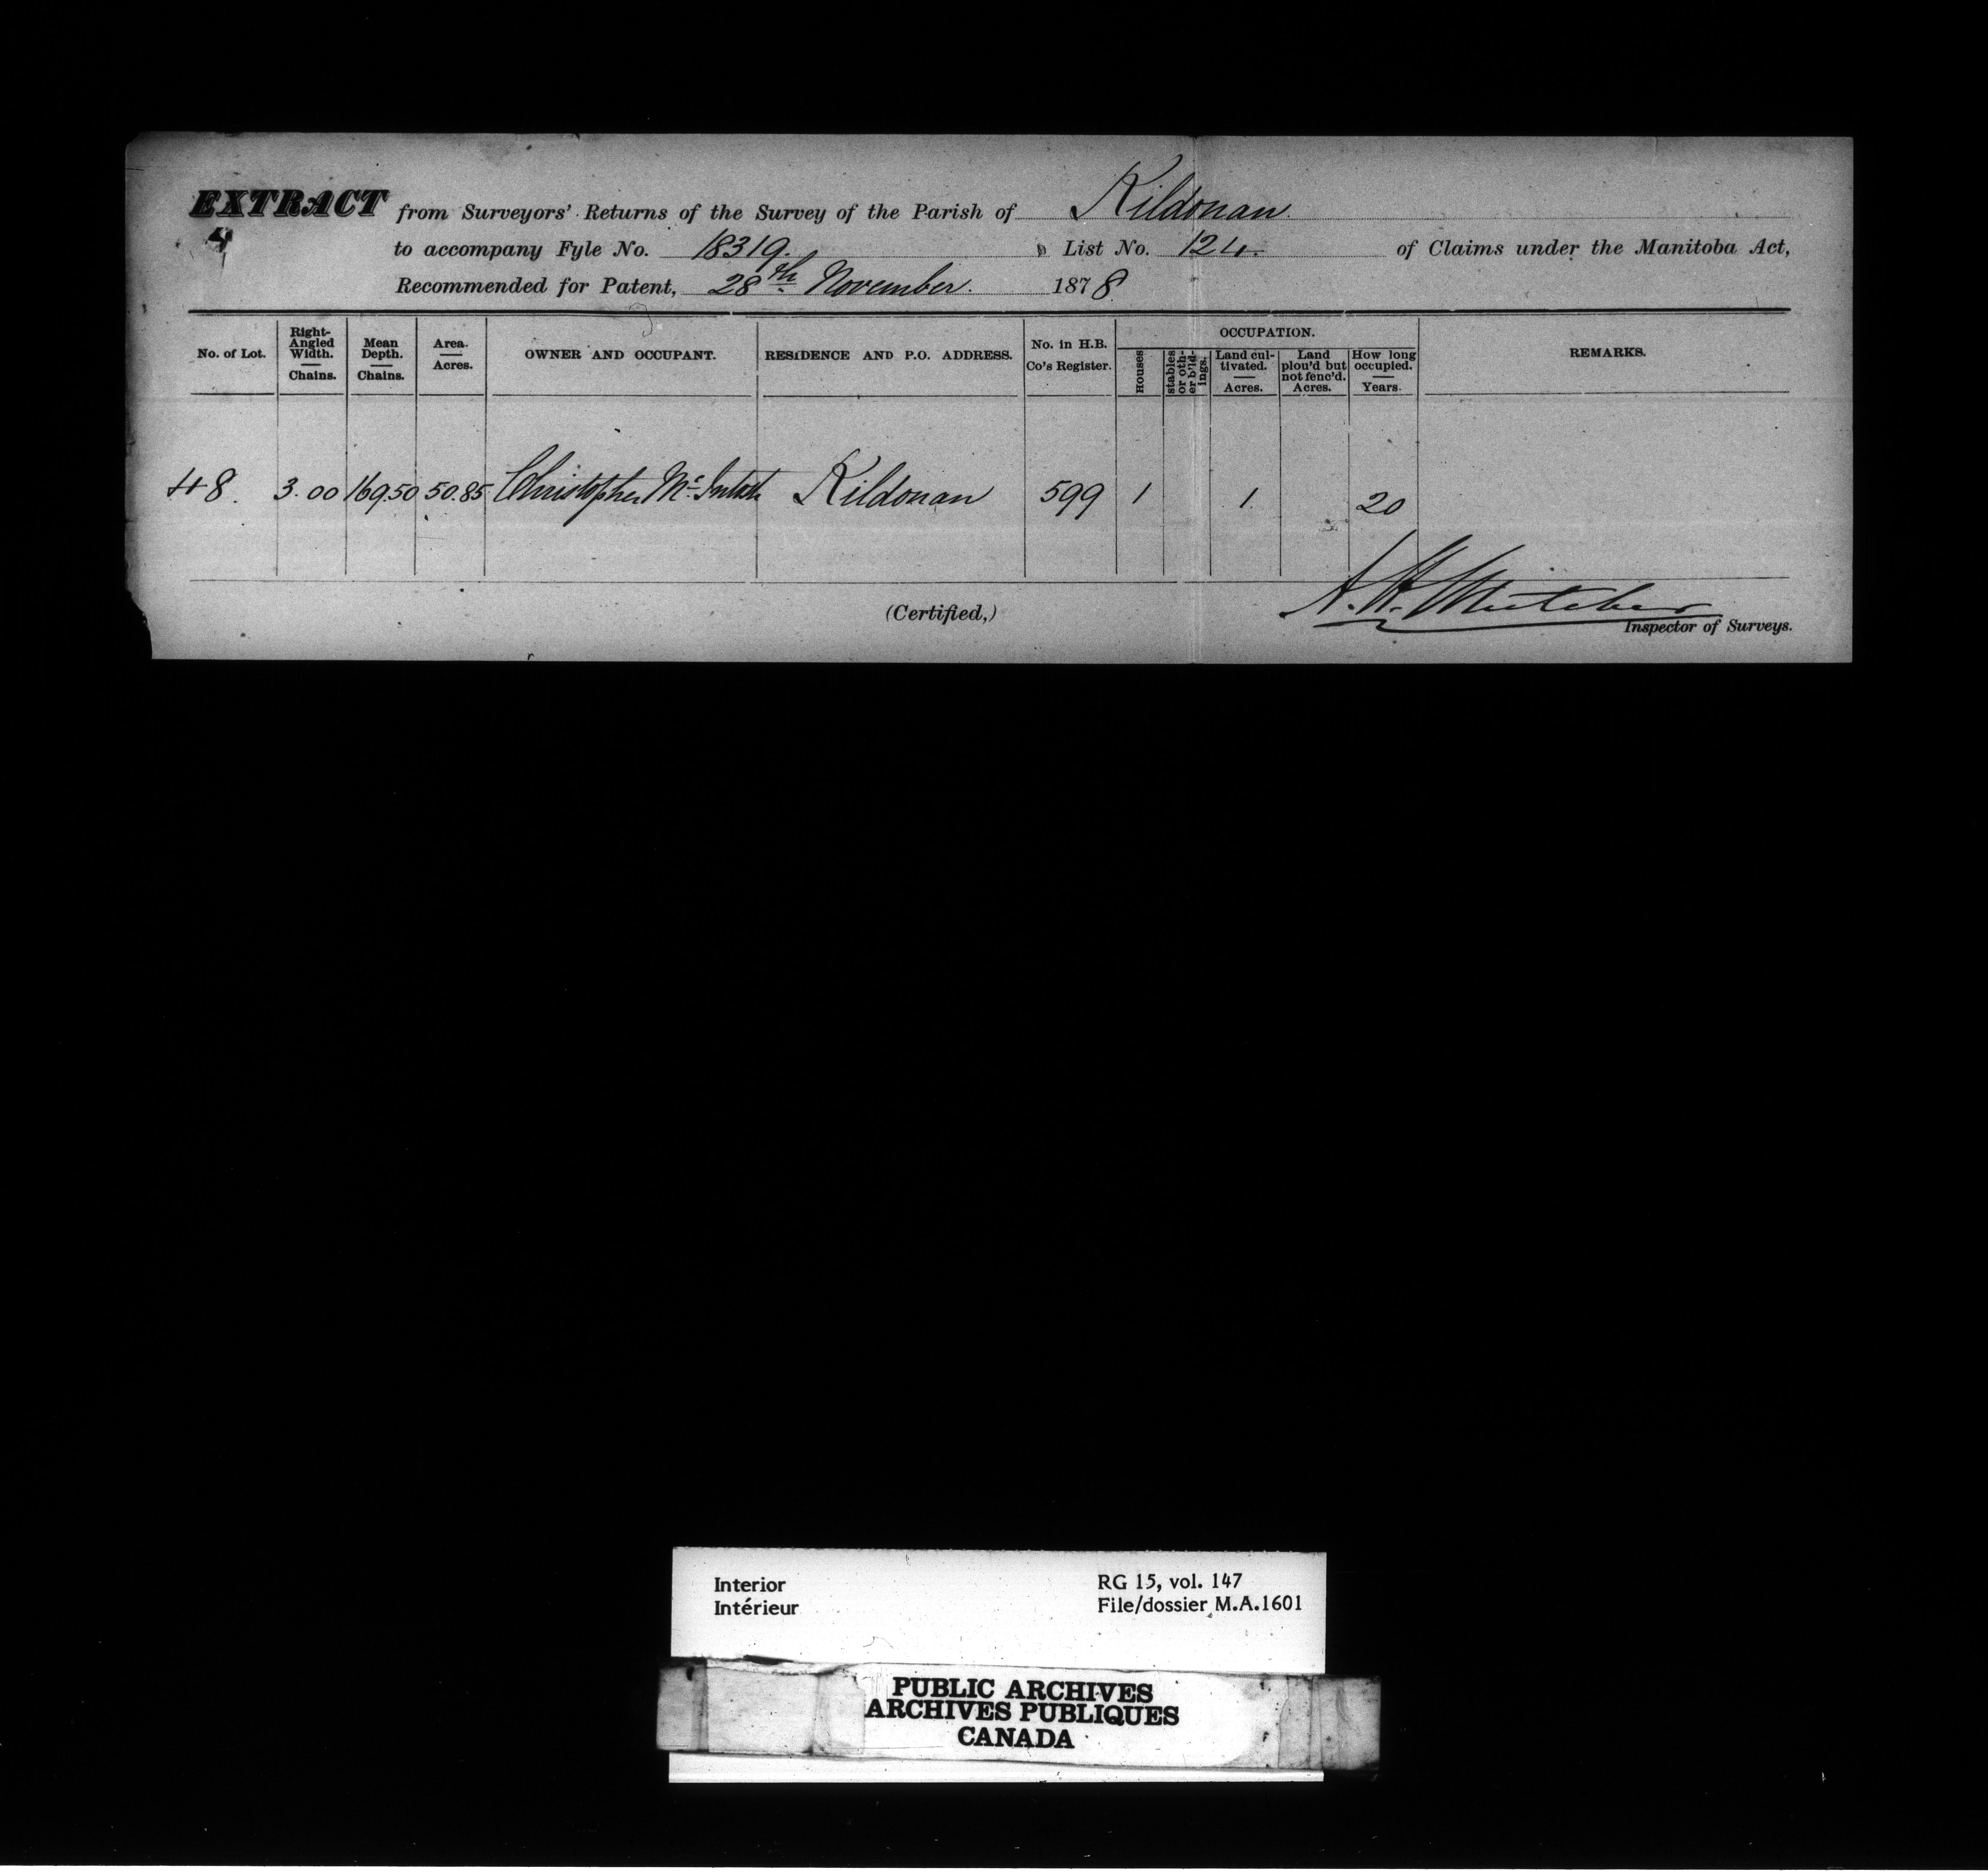 EXTRACT from Surveyors' Returns of the Survey of the Parish of Kildonan.
4
to accompany Fyle No. 18319. List No. 124. of Claims under the Manitoba Act,
Recommended for Patent, 28th November. 1878
No. of Lot.
Right-Angled Width. Chains.
Mean Depth. Chains.
Area. Acres.
OWNER AND OCCUPANT.
RESIDENCE AND P.O. ADDRESS.
No. in H.B. Co's Register.
OCCUPATION.
Houses
stables or oth-er b'ld-ings.
Land cul-tivated. Acres.
Land plou'd but not fenc'd. Acres.
How long occupied. Years.
REMARKS.
48. 3.00 169.50 50.85 Christopher McIntosh Kildonan 599 1 1 20
(Certified,)
Inspector of Surveys.
Interior
Intérieur
RG 15, vol. 147
File/dossier M.A.1601
PUBLIC ARCHIVES
ARCHIVES PUBLIQUES
CANADA